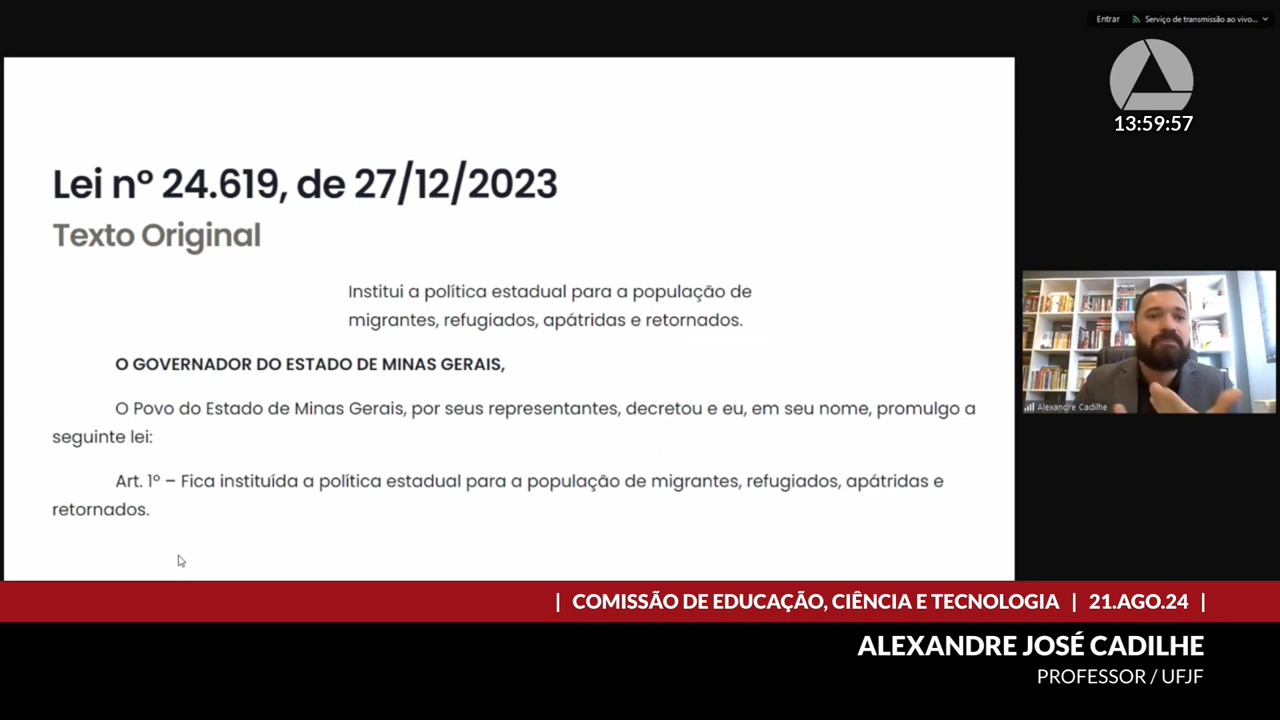 Entrar
Serviço de transmissão ao vivo...
13:59:57
Lei nº 24.619, de 27/12/2023
Texto Original
Institui a política estadual para a população de
migrantes, refugiados, apátridas e retornados.
O GOVERNADOR DO ESTADO DE MINAS GERAIS,
O Povo do Estado de Minas Gerais, por seus representantes, decretou e eu, em seu nome, promulgo a
seguinte lei:
Art. 1º – Fica instituída a política estadual para a população de migrantes, refugiados, apátridas e
retornados.
Alexandre Cadilhe
| COMISSÃO DE EDUCAÇÃO, CIÊNCIA E TECNOLOGIA | 21.AGO.24 |
ALEXANDRE JOSÉ CADILHE
PROFESSOR / UFJF